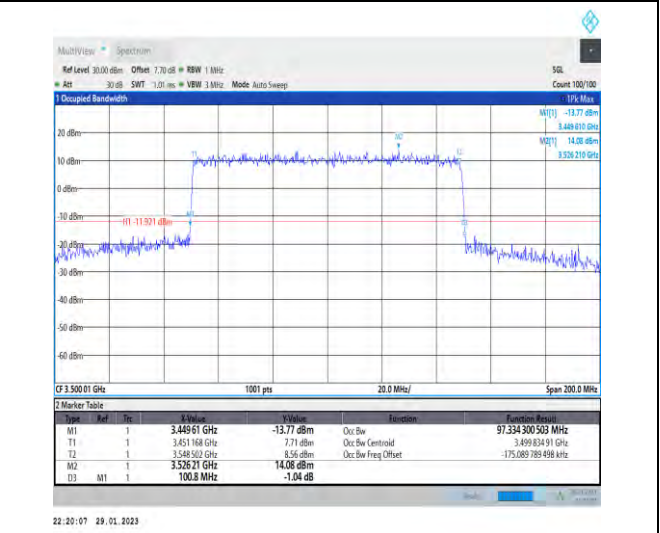 MultiView Spectrum
Ref Level 30.00 dBm Offset 7.70 dB RBW 1 MHz SGL
Att 30 dB SWT 1.01 ms VBW 3 MHz Mode Auto Sweep Count 100/100
1 Occupied Bandwidth 1Pk Max
M1[1] -13.77 dBm
3.449 610 GHz
20 dBm M2 M2[1] 14.08 dBm
3.526 210 GHz
10 dBm T1 T2
0 dBm
-10 dBm H1 -11.921 dBm M1 D3
-20 dBm
-30 dBm
-40 dBm
-50 dBm
-60 dBm
CF 3.500 01 GHz 1001 pts 20.0 MHz/ Span 200.0 MHz
2 Marker Table
Type Ref Trc X-Value Y-Value Function Function Result
M1 1 3.449 61 GHz -13.77 dBm Occ Bw 97.334 300 503 MHz
T1 1 3.451 168 GHz 7.71 dBm Occ Bw Centroid 3.499 834 91 GHz
T2 1 3.548 502 GHz 8.56 dBm Occ Bw Freq Offset -175.089 789 498 kHz
M2 1 3.526 21 GHz 14.08 dBm
D3 M1 1 100.8 MHz -1.04 dB
22:20:07 29.01.2023